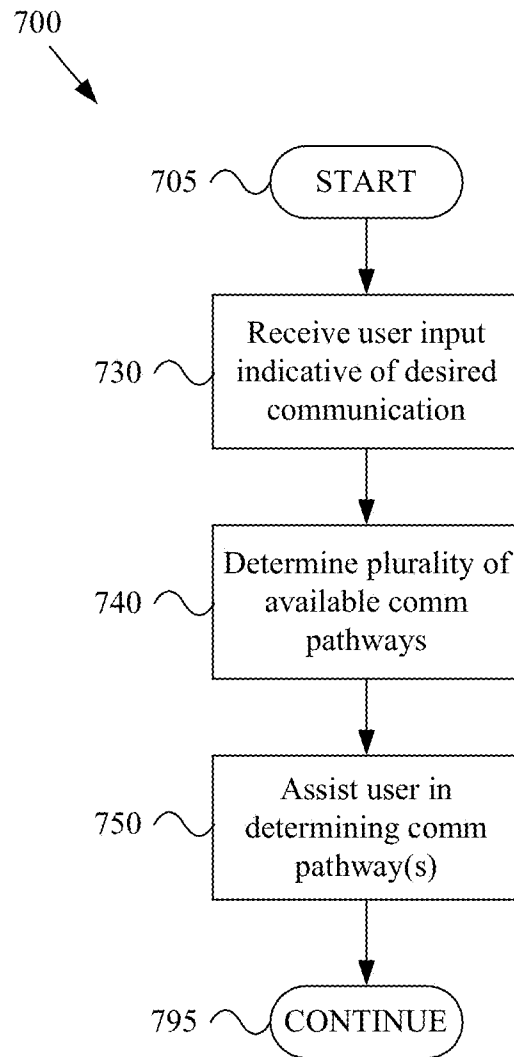 700
705
START
730
Receive user input
indicative of desired
communication
740
Determine plurality of
available comm
pathways
750
Assist user in
determining comm
pathway(s)
795
CONTINUE